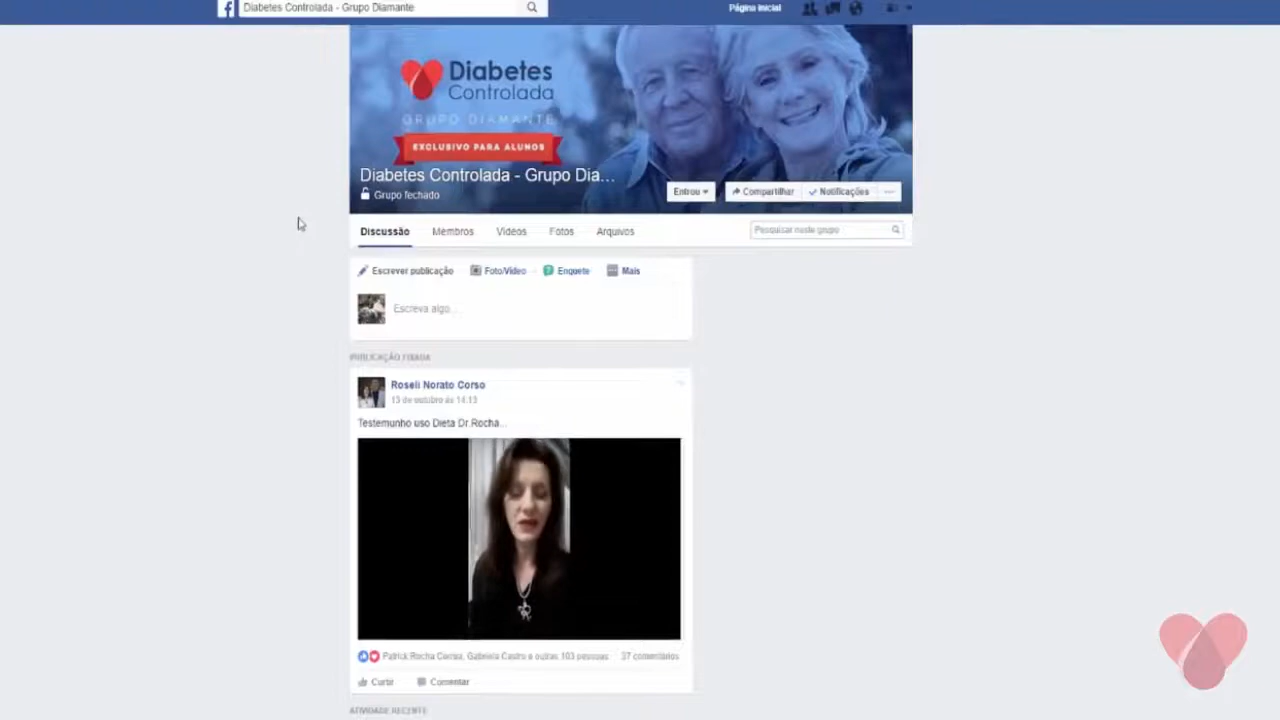 Diabetes Controlada - Grupo Diamante
Página inicial
Diabetes
Controlada
GRUPO DIAMANTE
EXCLUSIVO PARA ALUNOS
Diabetes Controlada - Grupo Dia...
Grupo fechado
Entrou
Compartilhar
Notificações
Discussão
Membros
Vídeos
Fotos
Arquivos
Pesquisar neste grupo
Escrever publicação
Foto/Vídeo
Enquete
Mais
Escreva algo...
PUBLICAÇÃO FIXADA
Roseli Norato Corso
13 de outubro às 14:13
Testemunho uso Dieta Dr.Rocha...
Patrick Rocha Correa, Gabriela Castro e outras 103 pessoas
37 comentários
Curtir
Comentar
ATIVIDADE RECENTE